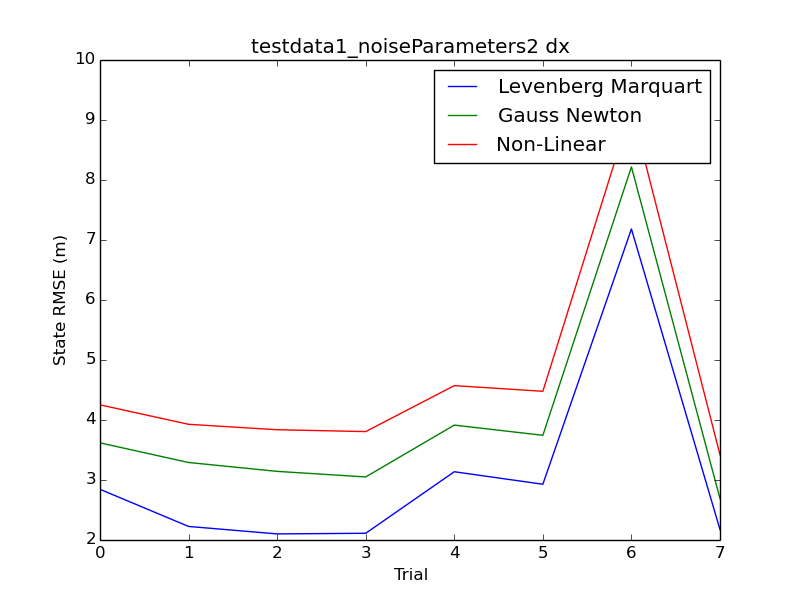 testdata1_noiseParameters2 dx
Levenberg Marquart
Gauss Newton
Non-Linear
10
9
8
7
6
5
4
3
2
State RMSE (m)
0 1 2 3 4 5 6 7
Trial